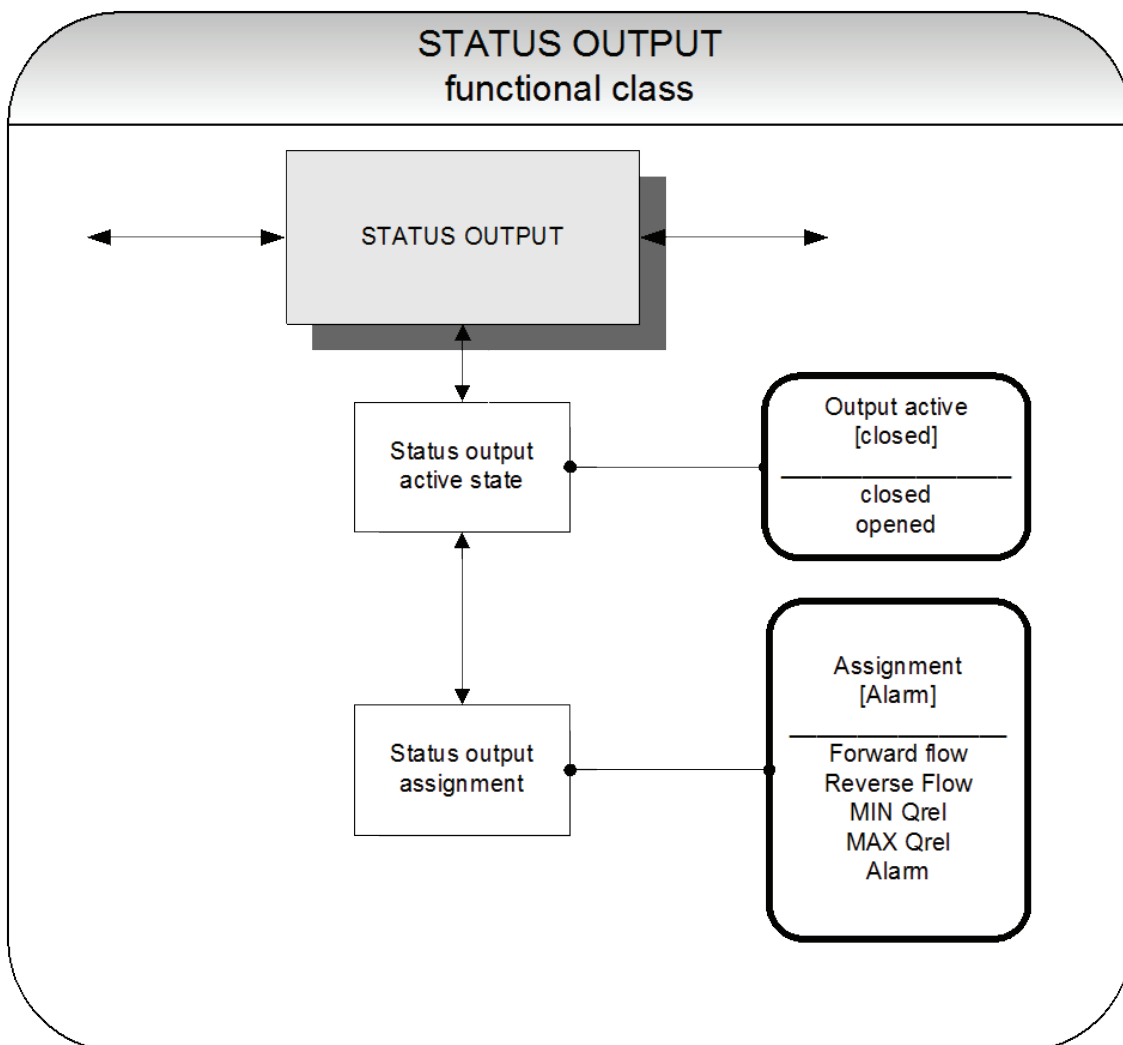 STATUS OUTPUT
functional class
STATUS OUTPUT
Status output
active state
Output active
[closed]
closed
opened
Status output
assignment
Assignment
[Alarm]
Forward flow
Reverse Flow
MIN Qrel
MAX Qrel
Alarm